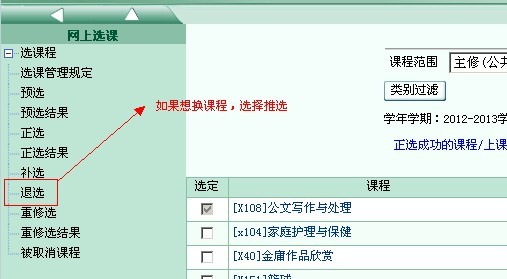 网上选课
选课程
选课管理规定
预选
预选结果
正选
正选结果
补选
退选
重修选
重修选结果
被取消课程
如果想换课程，选择推选
课程范围 主修(公共
类别过滤
学年学期：2012-2013学
正选成功的课程/上课
选定 课程
[X108]公文写作与处理
[x104]家庭护理与保健
[X40]金庸作品欣赏